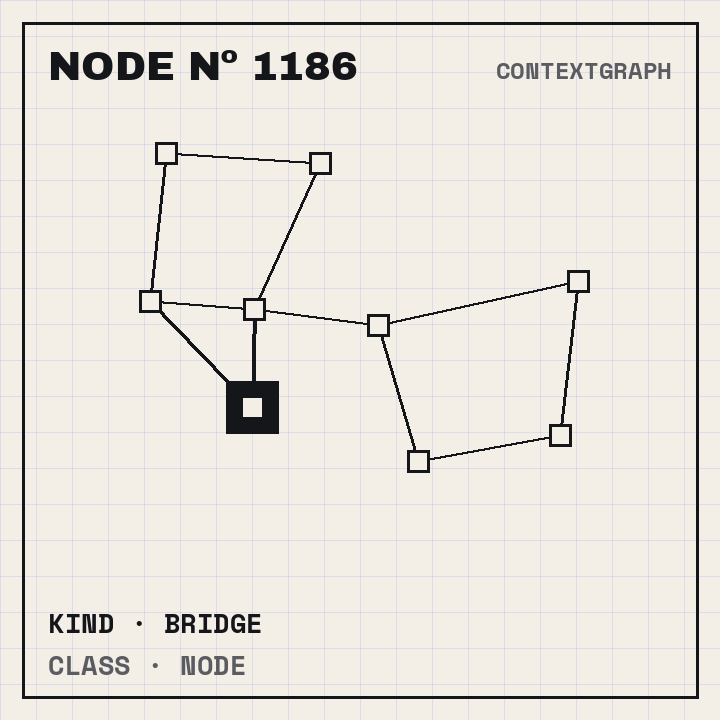 NODE Nº 1186
CONTEXTGRAPH
KIND · BRIDGE
CLASS · NODE